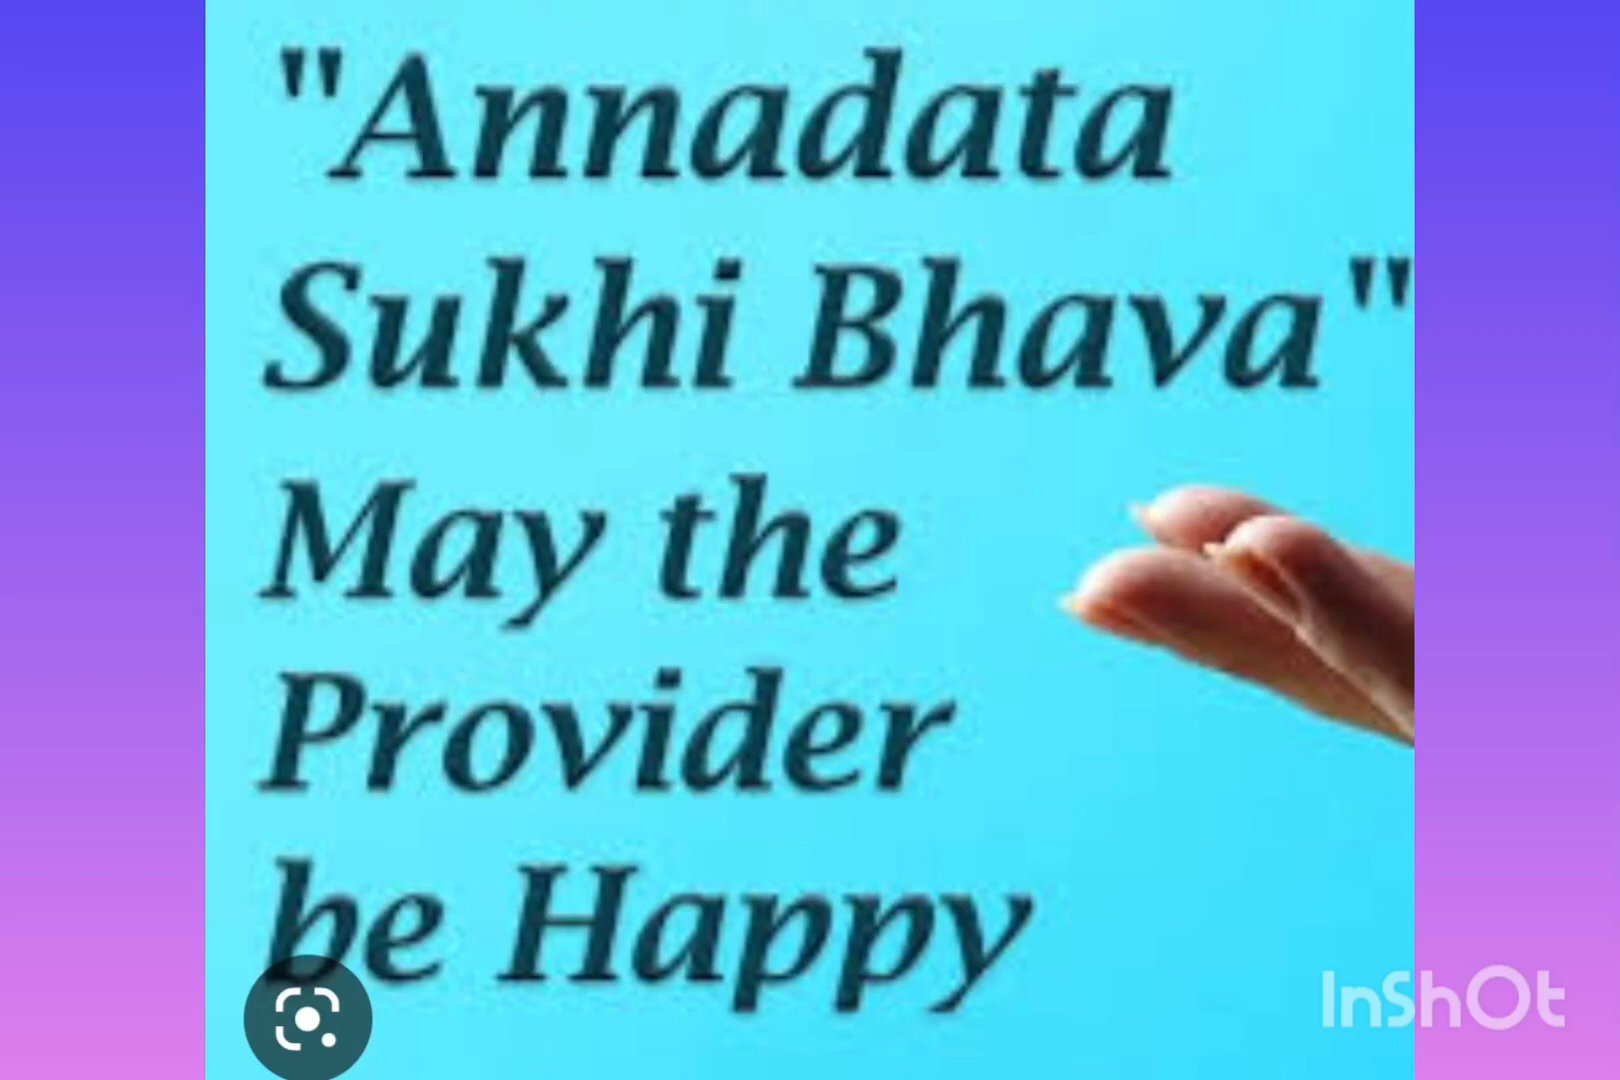 "Annadata
Sukhi Bhava"
May the
Provider
be Happy
InShOt